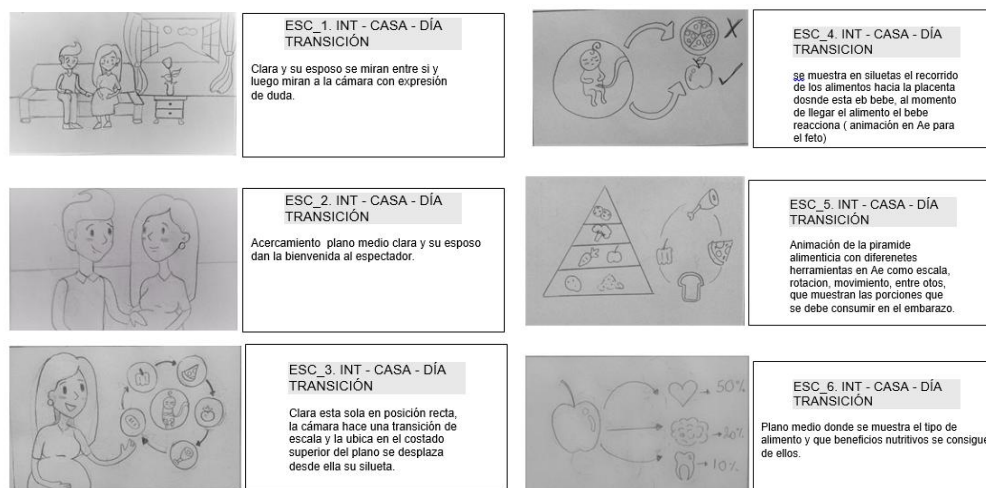 ESC_1. INT - CASA - DÍA
TRANSICIÓN
Clara y su esposo se miran entre si y
luego miran a la cámara con expresión
de duda.
ESC_2. INT - CASA - DÍA
TRANSICIÓN
Acercamiento plano medio clara y su esposo
dan la bienvenida al espectador.
ESC_3. INT - CASA - DÍA
TRANSICIÓN
Clara esta sola en posición recta,
la cámara hace una transición de
escala y la ubica en el costado
superior del plano se desplaza
desde ella su silueta.
ESC_4. INT - CASA - DÍA
TRANSICION
se muestra en siluetas el recorrido
de los alimentos hacia la placenta
dosnde esta eb bebe, al momento
de llegar el alimento el bebe
reacciona ( animación en Ae para
el feto)
ESC_5. INT - CASA - DÍA
TRANSICIÓN
Animación de la piramide
alimenticia con diferenetes
herramientas en Ae como escala,
rotacion, movimiento, entre otos,
que muestran las porciones que
se debe consumir en el embarazo.
50%
20%
10%
ESC_6. INT - CASA - DÍA
TRANSICIÓN
Plano medio donde se muestra el tipo de
alimento y que beneficios nutritivos se consigue
de ellos.